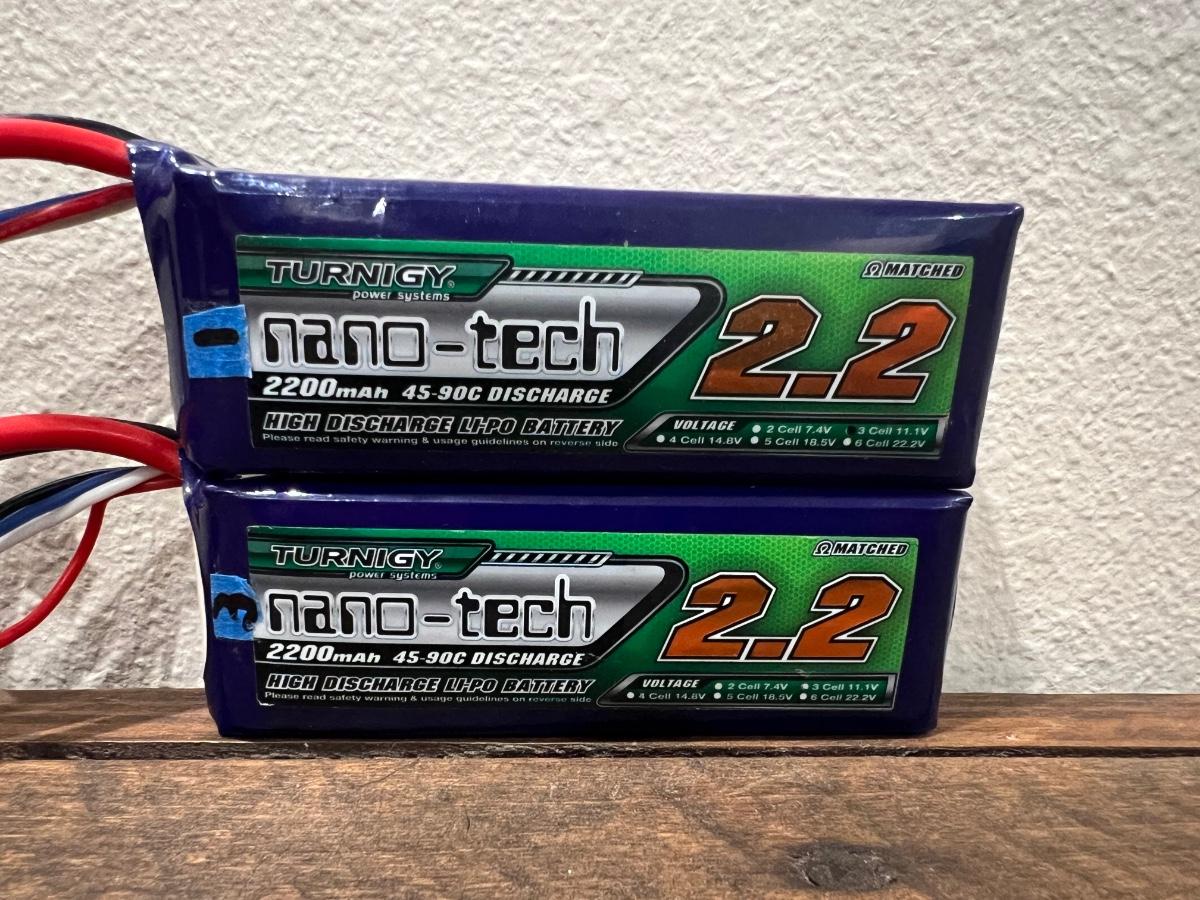 TURNIGY®
power systems
Ω MATCHED
nano-tech
2.2
2200mAh 45-90C DISCHARGE
HIGH DISCHARGE LI-PO BATTERY
Please read safety warning & usage guidelines on reverse side
VOLTAGE 2 Cell 7.4V 3 Cell 11.1V
4 Cell 14.8V 5 Cell 18.5V 6 Cell 22.2V
1
TURNIGY®
power systems
Ω MATCHED
nano-tech
2.2
2200mAh 45-90C DISCHARGE
HIGH DISCHARGE LI-PO BATTERY
Please read safety warning & usage guidelines on reverse side
VOLTAGE 2 Cell 7.4V 3 Cell 11.1V
4 Cell 14.8V 5 Cell 18.5V 6 Cell 22.2V
3